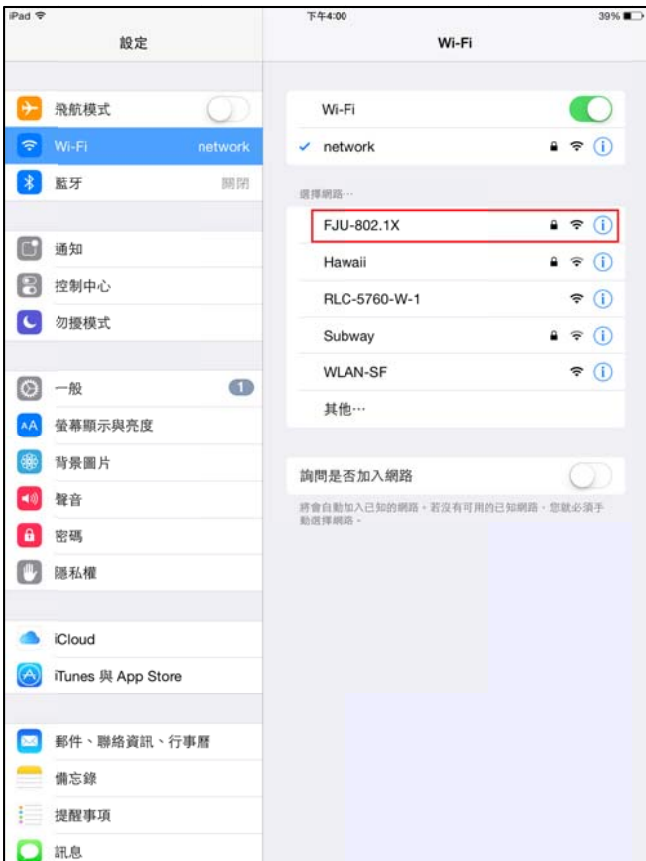 iPad
下午4:00
39%
設定
Wi-Fi
飛航模式
Wi-Fi network
藍牙 關閉
通知
控制中心
勿擾模式
一般 1
AA 螢幕顯示與亮度
背景圖片
聲音
密碼
隱私權
iCloud
iTunes 與 App Store
郵件、聯絡資訊、行事曆
備忘錄
提醒事項
訊息
Wi-Fi
network
選擇網路…
FJU-802.1X
Hawaii
RLC-5760-W-1
Subway
WLAN-SF
其他…
詢問是否加入網路
將會自動加入已知的網路。若沒有可用的已知網路，您就必須手
動選擇網路。